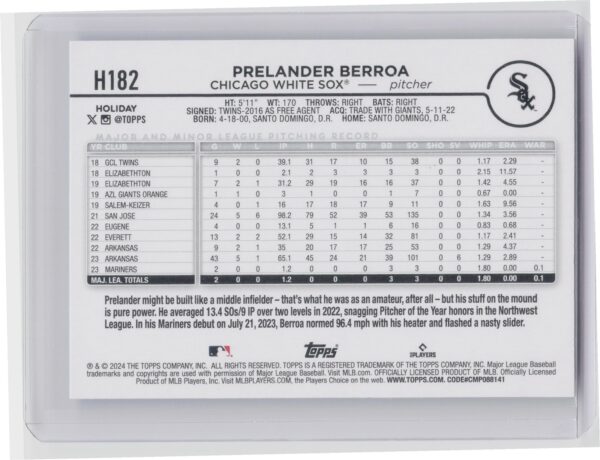 H182
PRELANDER BERROA
CHICAGO WHITE SOX® pitcher
HOLIDAY
@TOPPS
HT: 5'11" WT: 170 THROWS: RIGHT BATS: RIGHT
SIGNED: TWINS-2016 AS FREE AGENT ACQ: TRADE WITH GIANTS, 5-11-22
BORN: 4-18-00, SANTO DOMINGO, D.R. HOME: SANTO DOMINGO, D.R.
Sox
MAJOR AND MINOR LEAGUE PITCHING RECORD
YR CLUB G W L IP H R ER BB SO SHO SV WHIP ERA WAR
18 GCL TWINS 9 2 0 39.1 31 17 10 15 38 0 0 1.17 2.29 -
18 ELIZABETHTON 1 0 0 2.1 2 3 3 3 3 0 0 2.15 11.57 -
19 ELIZABETHTON 7 2 1 31.2 29 19 16 16 37 0 0 1.42 4.55 -
19 AZL GIANTS ORANGE 1 1 0 3 1 0 0 1 7 0 0 0.67 0.00 -
19 SALEM-KEIZER 4 0 1 16 17 18 17 9 11 0 0 1.63 9.56 -
21 SAN JOSE 24 5 6 98.2 79 52 39 53 135 0 0 1.34 3.56 -
22 EUGENE 4 0 0 13.1 5 1 1 6 16 0 0 0.83 0.68 -
22 EVERETT 13 2 2 52.1 29 15 14 32 81 0 0 1.17 2.41 -
22 ARKANSAS 9 2 1 35 20 17 17 25 53 0 0 1.29 4.37 -
23 ARKANSAS 43 5 1 65.1 45 24 21 39 101 0 6 1.29 2.89 -
23 MARINERS 2 0 0 1.2 0 0 0 3 3 0 0 1.80 0.00 0.1
MAJ. LEA. TOTALS 2 0 0 1.2 0 0 0 3 3 0 0 1.80 0.00 0.1
Prelander might be built like a middle infielder – that's what he was as an amateur, after all – but his stuff on the mound
is pure power. He averaged 13.4 SOs/9 IP over two levels in 2022, snagging Pitcher of the Year honors in the Northwest
League. In his Mariners debut on July 21, 2023, Berroa normed 96.4 mph with his heater and flashed a nasty slider.
Topps
PLAYERS
® & © 2024 THE TOPPS COMPANY, INC. ALL RIGHTS RESERVED. TOPPS IS A REGISTERED TRADEMARK OF THE TOPPS COMPANY, INC. Major League Baseball
trademarks and copyrights are used with permission of Major League Baseball. Visit MLB.com. OFFICIALLY LICENSED PRODUCT OF MLB. Officially Licensed
Product of MLB Players, Inc. Visit MLBPLAYERS.COM, the Players Choice on the web. WWW.TOPPS.COM. CODE#CMP088141